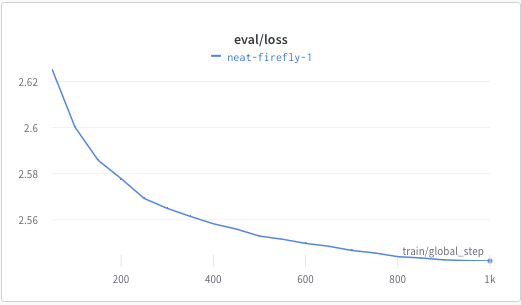 eval/loss
neat-firefly-1
2.62
2.6
2.58
2.56
train/global_step
200 400 600 800 1k